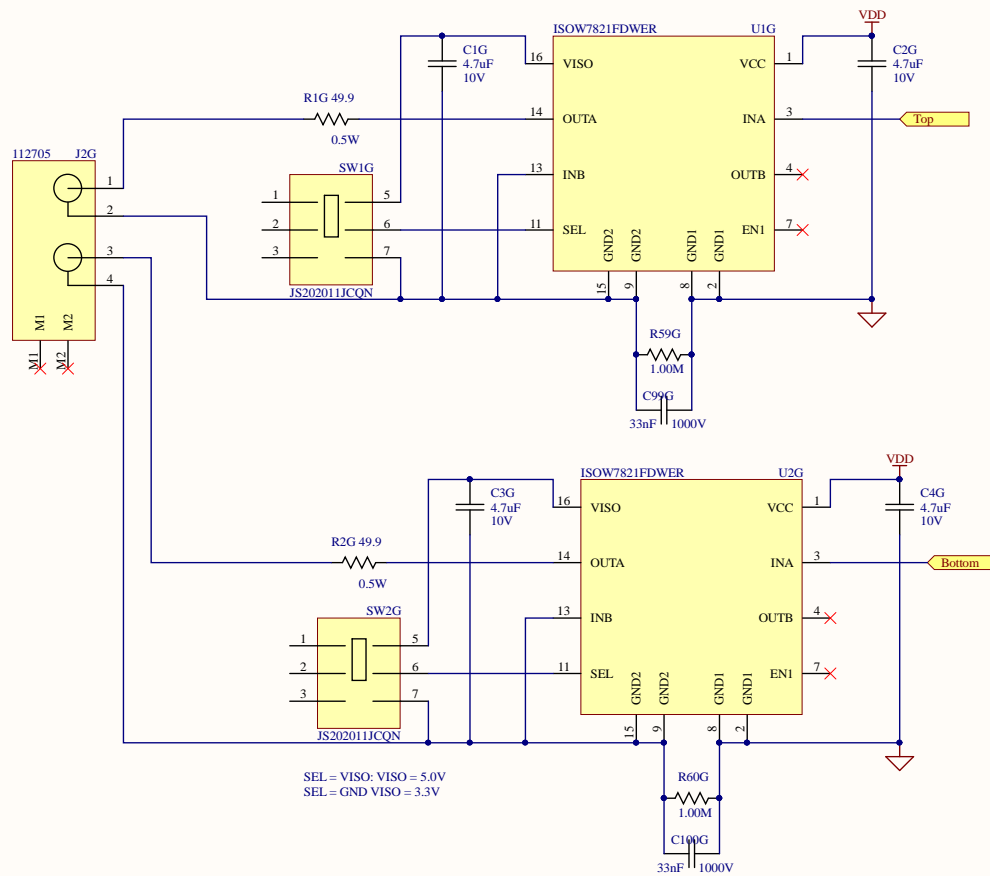 ISOW7821FDWER U1G
VDD
C1G
4.7uF
10V
16 VISO
VCC 1
C2G
4.7uF
10V
R1G 49.9
0.5W
14 OUTA
INA 3
Top
112705 J2G
1
2
3
4
M1
M2
M1
M2
SW1G
1
2
3
5
6
7
JS202011JCQN
13 INB
OUTB 4
11 SEL
EN1 7
GND2
GND2
GND1
GND1
15
9
8
2
R59G
1.00M
C99G
33nF 1000V
ISOW7821FDWER U2G
VDD
C3G
4.7uF
10V
16 VISO
VCC 1
C4G
4.7uF
10V
R2G 49.9
0.5W
14 OUTA
INA 3
Bottom
SW2G
1
2
3
5
6
7
JS202011JCQN
13 INB
OUTB 4
11 SEL
EN1 7
GND2
GND2
GND1
GND1
15
9
8
2
SEL = VISO: VISO = 5.0V
SEL = GND VISO = 3.3V
R60G
1.00M
C100G
33nF 1000V